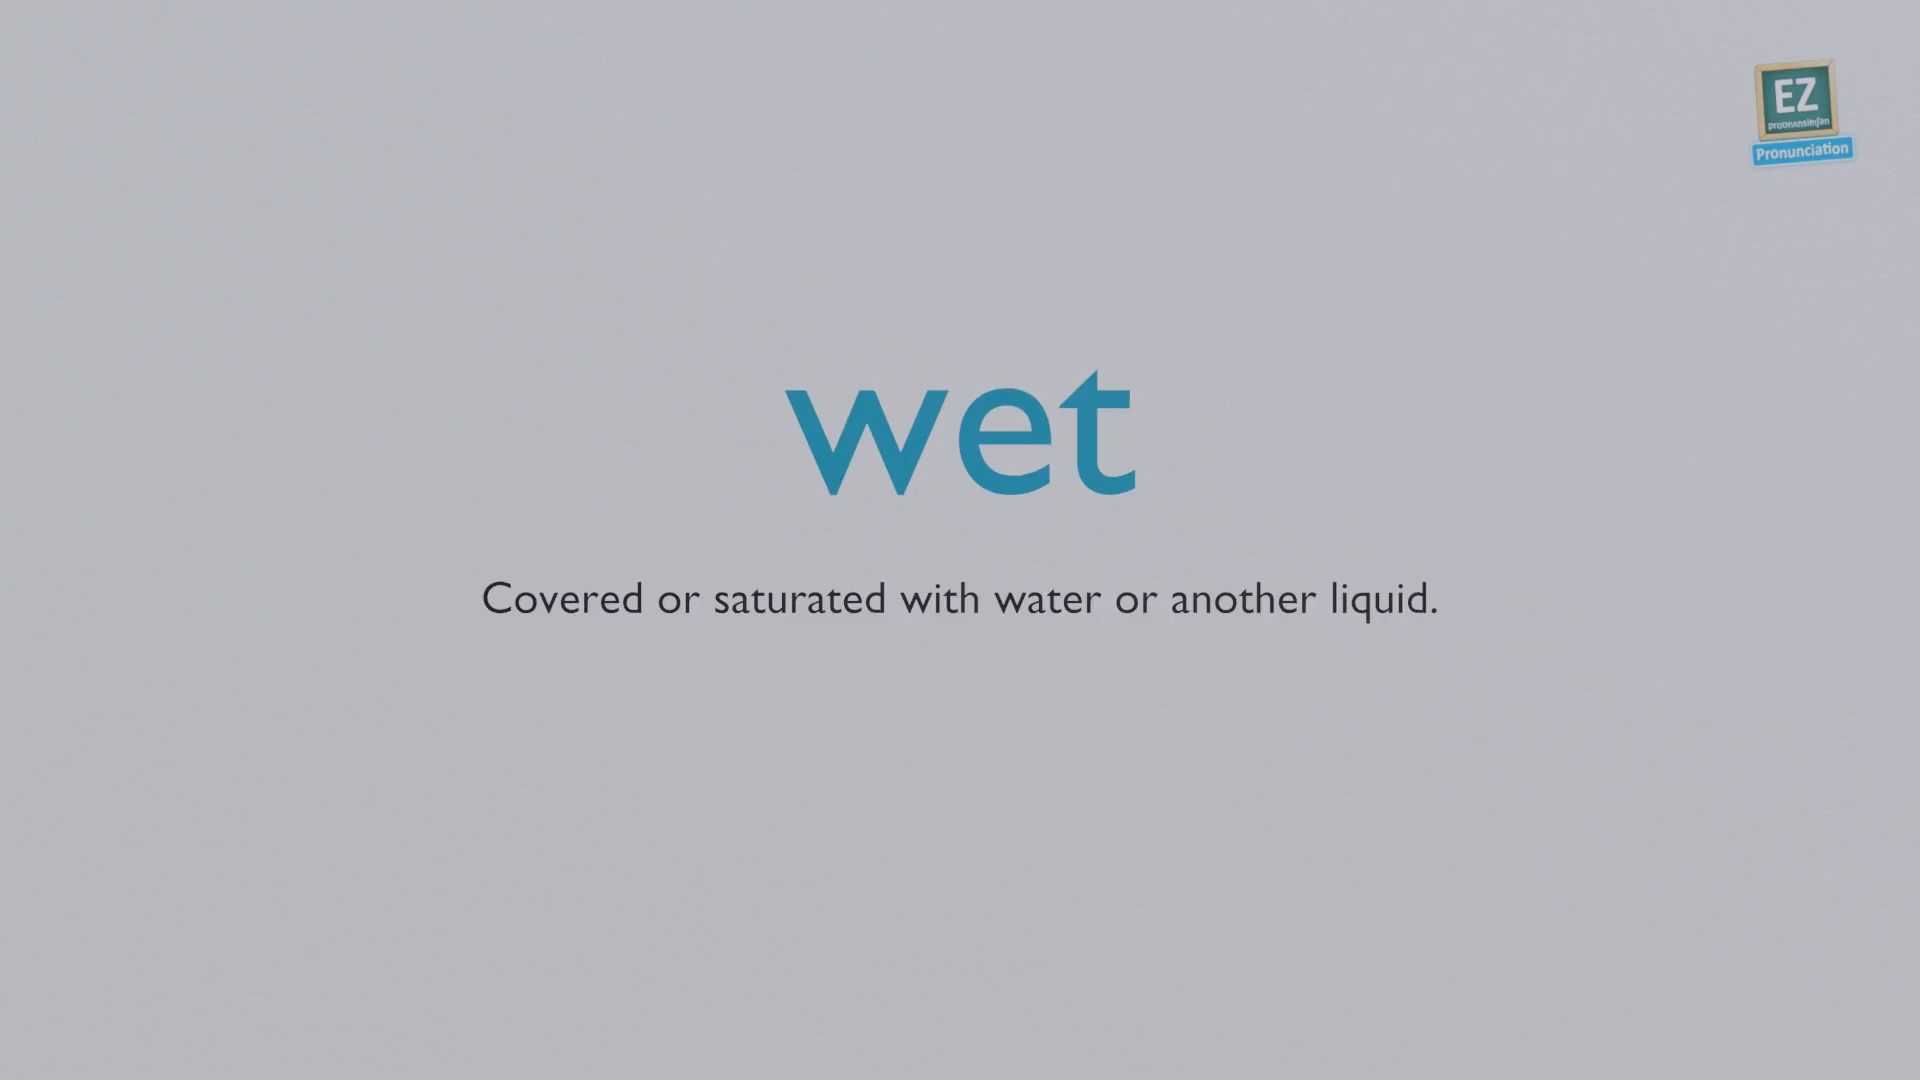 EZ
Pronunciation
wet
Covered or saturated with water or another liquid.